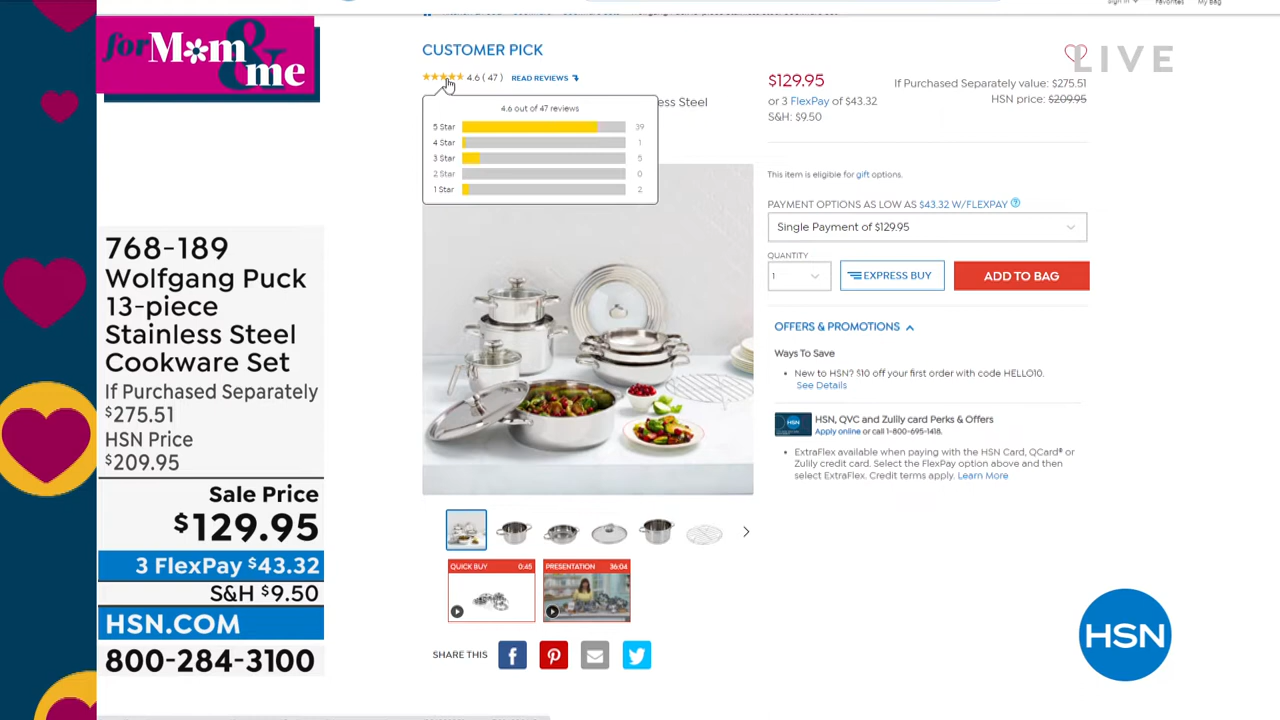 for Mom
& me
768-189
Wolfgang Puck
13-piece
Stainless Steel
Cookware Set
If Purchased Separately
$275.51
HSN Price
$209.95
Sale Price
$129.95
3 FlexPay $43.32
S&H $9.50
HSN.COM
800-284-3100
Sign In
Favorites
My Bag
CUSTOMER PICK
4.6 ( 47 ) READ REVIEWS
4.6 out of 47 reviews
5 Star 39
4 Star 1
3 Star 5
2 Star 0
1 Star 2
Steel
QUICK BUY 0:45
PRESENTATION 36:04
SHARE THIS
LIVE
$129.95
or 3 FlexPay of $43.32
S&H: $9.50
If Purchased Separately value: $275.51
HSN price: $209.95
This item is eligible for gift options.
PAYMENT OPTIONS AS LOW AS $43.32 W/FLEXPAY
Single Payment of $129.95
QUANTITY
1
EXPRESS BUY
ADD TO BAG
OFFERS & PROMOTIONS
Ways To Save
• New to HSN? $10 off your first order with code HELLO10.
See Details
HSN
HSN, QVC and Zulily card Perks & Offers
Apply online or call 1-800-695-1418.
• ExtraFlex available when paying with the HSN Card, QCard® or
Zulily credit card. Select the FlexPay option above and then
select ExtraFlex. Credit terms apply. Learn More
HSN